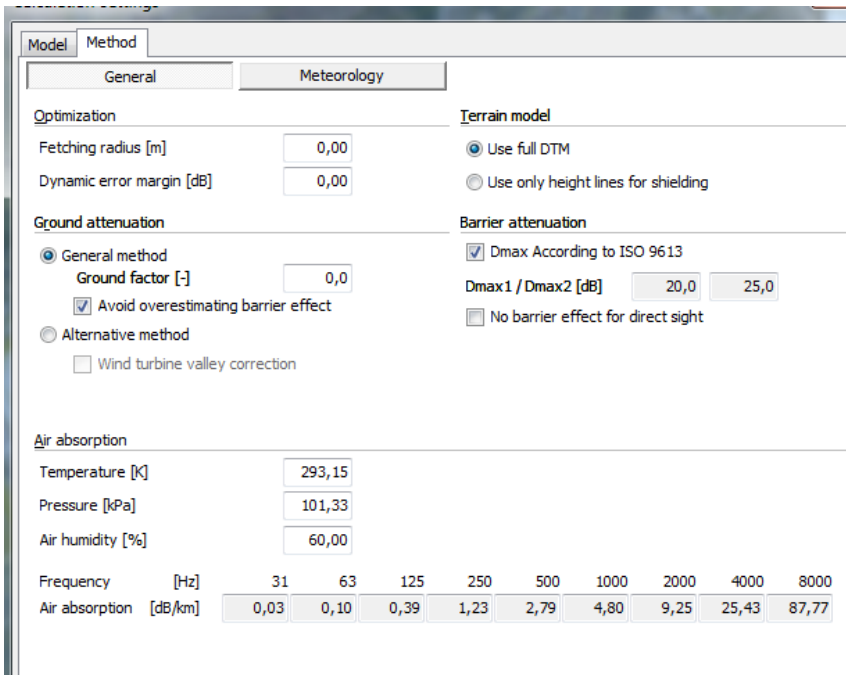 Calculation settings
Model Method
General Meteorology
Optimization
Fetching radius [m] 0,00
Dynamic error margin [dB] 0,00
Terrain model
Use full DTM
Use only height lines for shielding
Ground attenuation
General method
Ground factor [-] 0,0
Avoid overestimating barrier effect
Alternative method
Wind turbine valley correction
Barrier attenuation
Dmax According to ISO 9613
Dmax1 / Dmax2 [dB] 20,0 25,0
No barrier effect for direct sight
Air absorption
Temperature [K] 293,15
Pressure [kPa] 101,33
Air humidity [%] 60,00
Frequency [Hz] 31 63 125 250 500 1000 2000 4000 8000
Air absorption [dB/km] 0,03 0,10 0,39 1,23 2,79 4,80 9,25 25,43 87,77